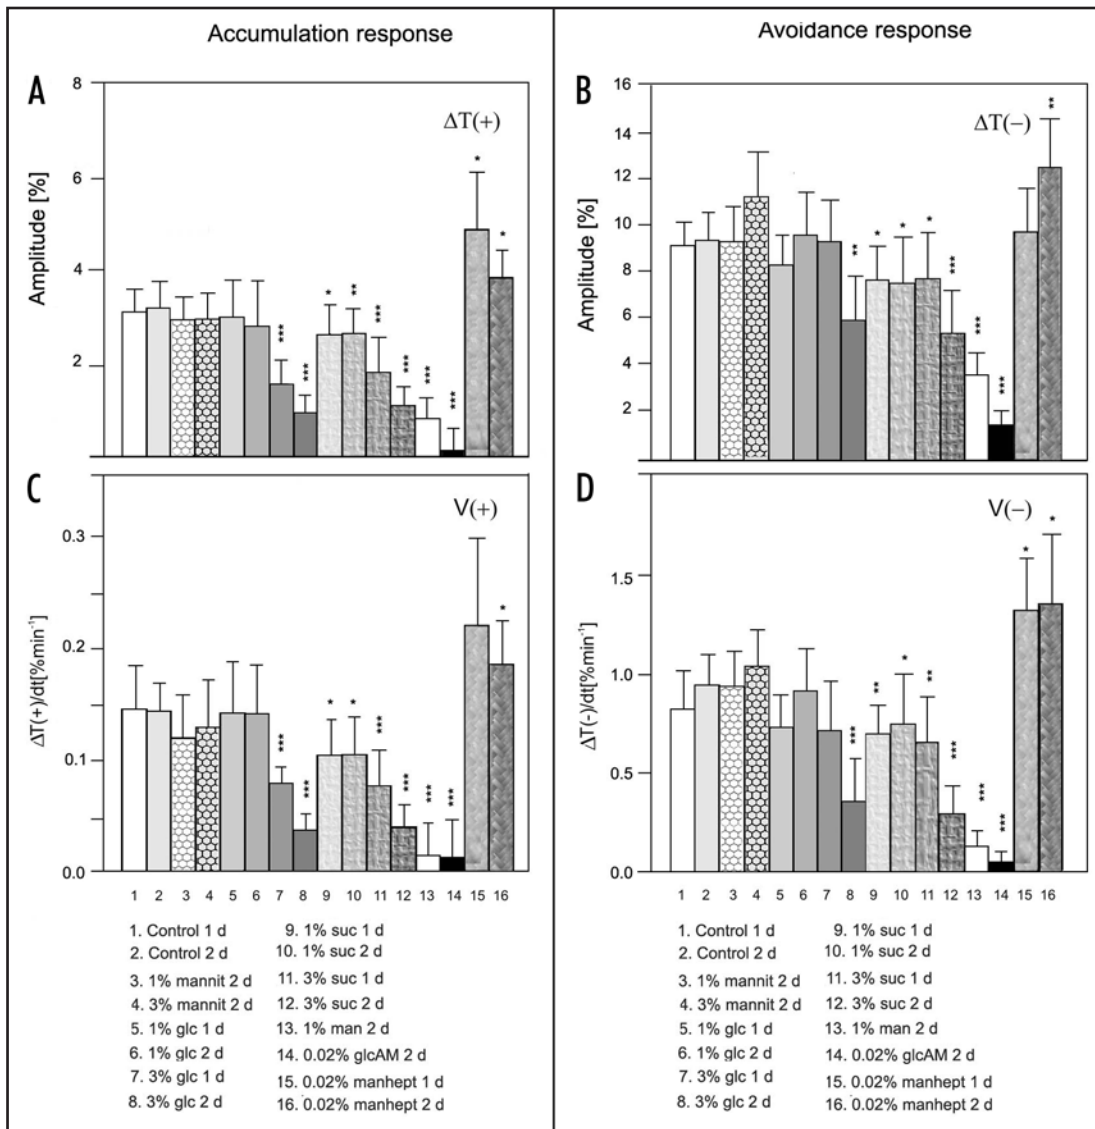 Accumulation response
Avoidance response
A
ΔT(+)
Amplitude [%]
8
6
4
2
* * *** *** * ** *** *** *** ***
B
ΔT(−)
Amplitude [%]
16
14
12
10
8
6
4
2
** * * * *** *** *** **
C
V(+)
ΔT(+)/dt[%min⁻¹]
0.3
0.2
0.1
0.0
*** *** * * *** *** *** *** *
1 2 3 4 5 6 7 8 9 10 11 12 13 14 15 16
1. Control 1 d
2. Control 2 d
3. 1% mannit 2 d
4. 3% mannit 2 d
5. 1% glc 1 d
6. 1% glc 2 d
7. 3% glc 1 d
8. 3% glc 2 d
9. 1% suc 1 d
10. 1% suc 2 d
11. 3% suc 1 d
12. 3% suc 2 d
13. 1% man 2 d
14. 0.02% glcAM 2 d
15. 0.02% manhept 1 d
16. 0.02% manhept 2 d
D
V(−)
ΔT(-)/dt[%min⁻¹]
1.5
1.0
0.5
0.0
*** ** * ** *** *** *** * *
1 2 3 4 5 6 7 8 9 10 11 12 13 14 15 16
1. Control 1 d
2. Control 2 d
3. 1% mannit 2 d
4. 3% mannit 2 d
5. 1% glc 1 d
6. 1% glc 2 d
7. 3% glc 1 d
8. 3% glc 2 d
9. 1% suc 1 d
10. 1% suc 2 d
11. 3% suc 1 d
12. 3% suc 2 d
13. 1% man 2 d
14. 0.02% glcAM 2 d
15. 0.02% manhept 1 d
16. 0.02% manhept 2 d